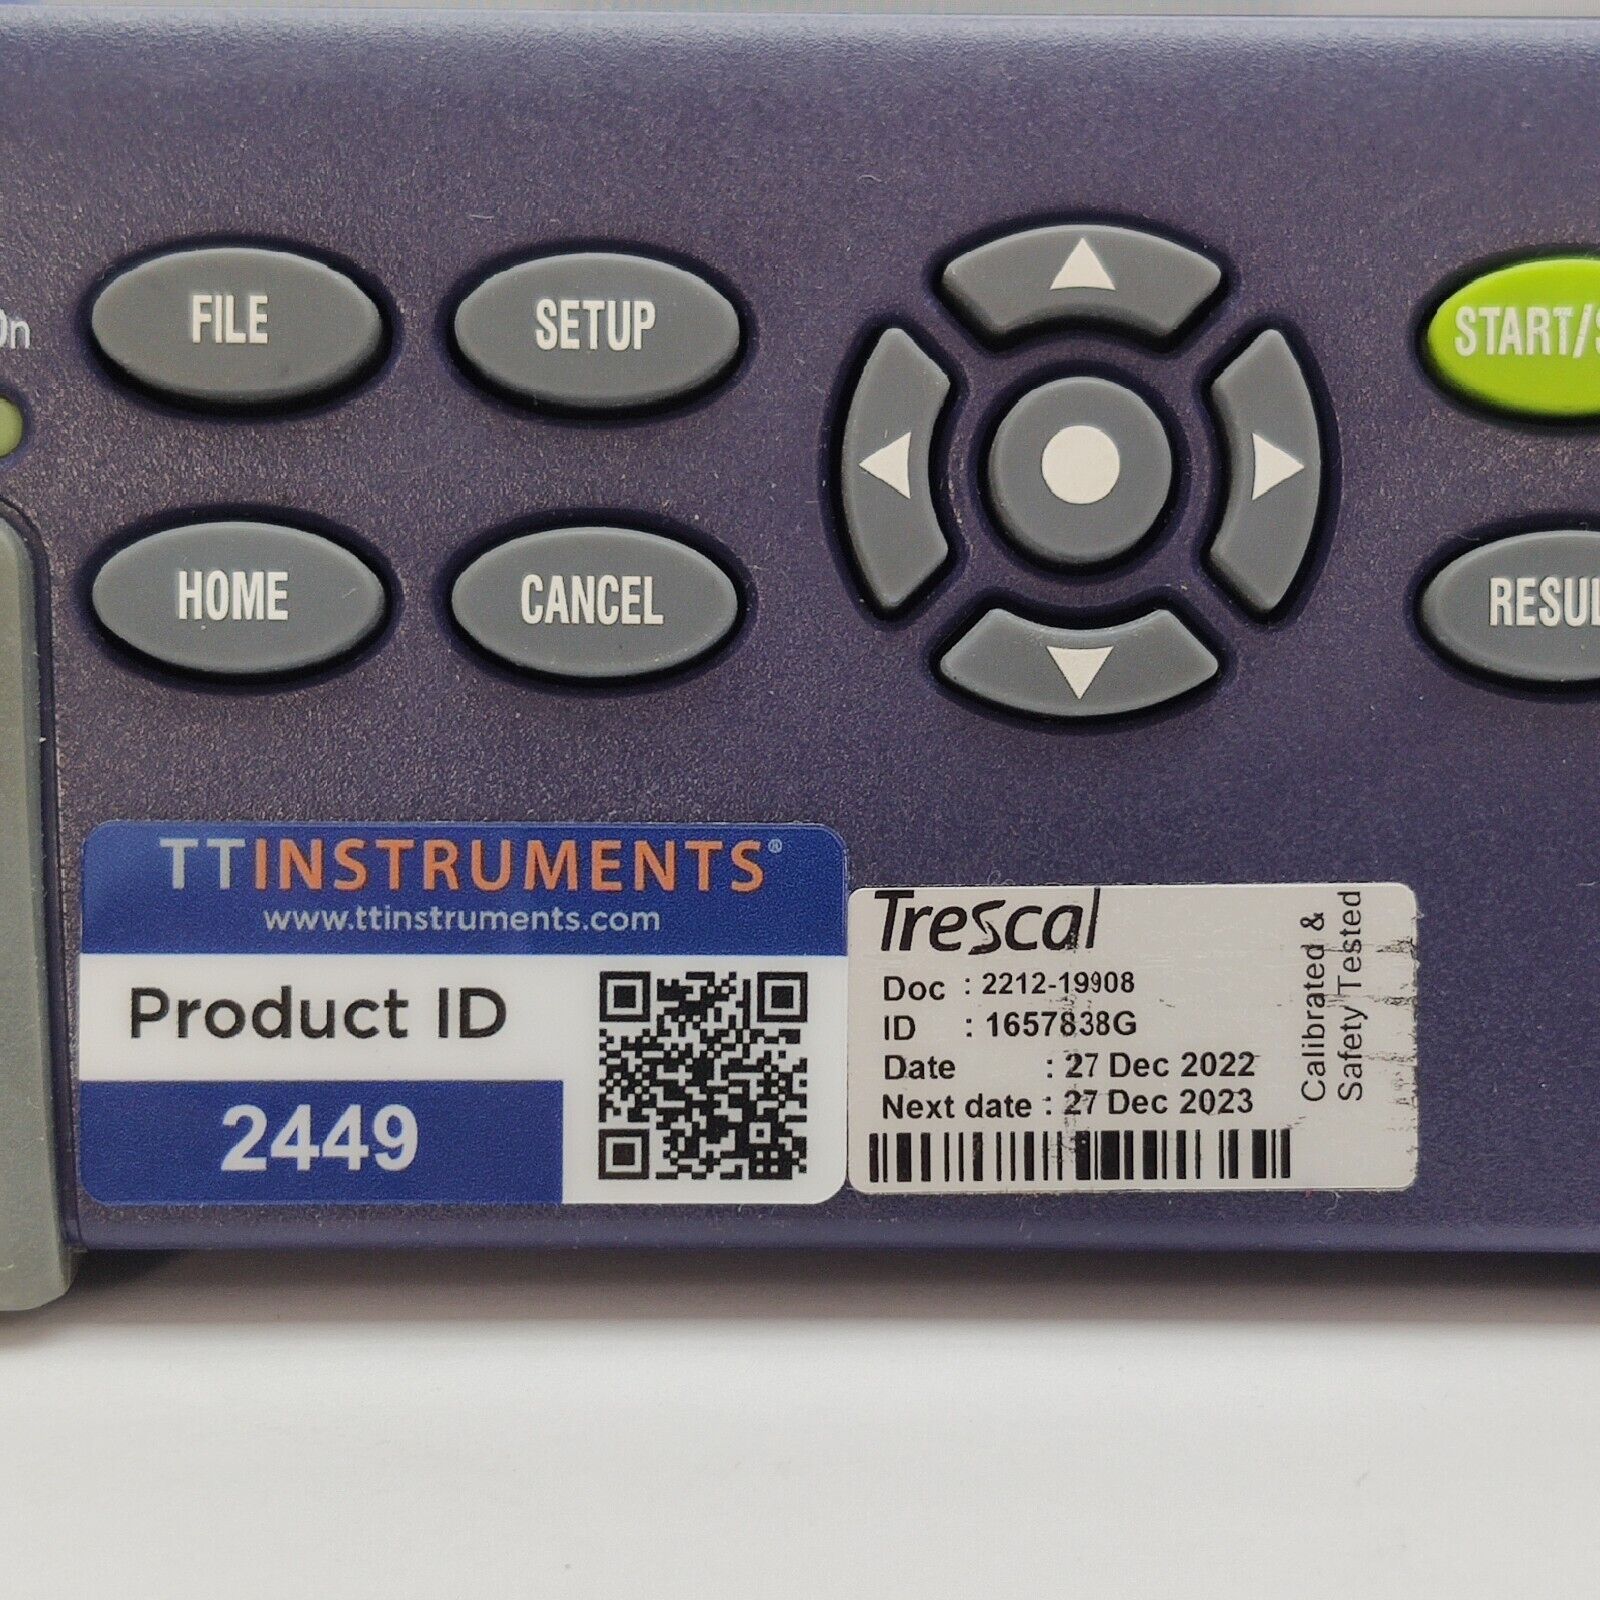 On
FILE
SETUP
START/S
HOME
CANCEL
RESUL
TTINSTRUMENTS®
www.ttinstruments.com
Product ID
2449
Trescal
Doc : 2212-19908
ID : 1657838G
Date : 27 Dec 2022
Next date : 27 Dec 2023
Calibrated &
Safety Tested